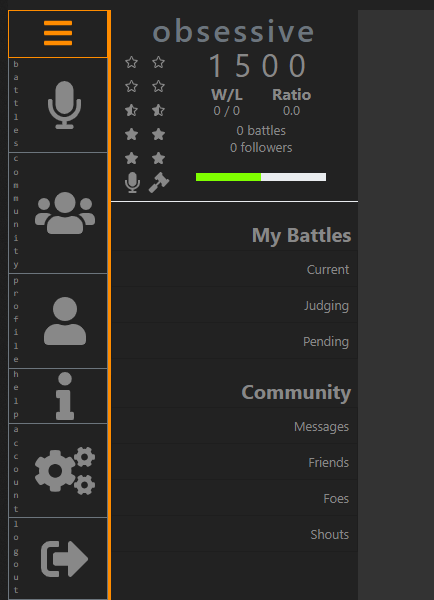 battles
community
profile
help
account
logout
obsessive
1500
W/L Ratio
0 / 0 0.0
0 battles
0 followers
My Battles
Current
Judging
Pending
Community
Messages
Friends
Foes
Shouts